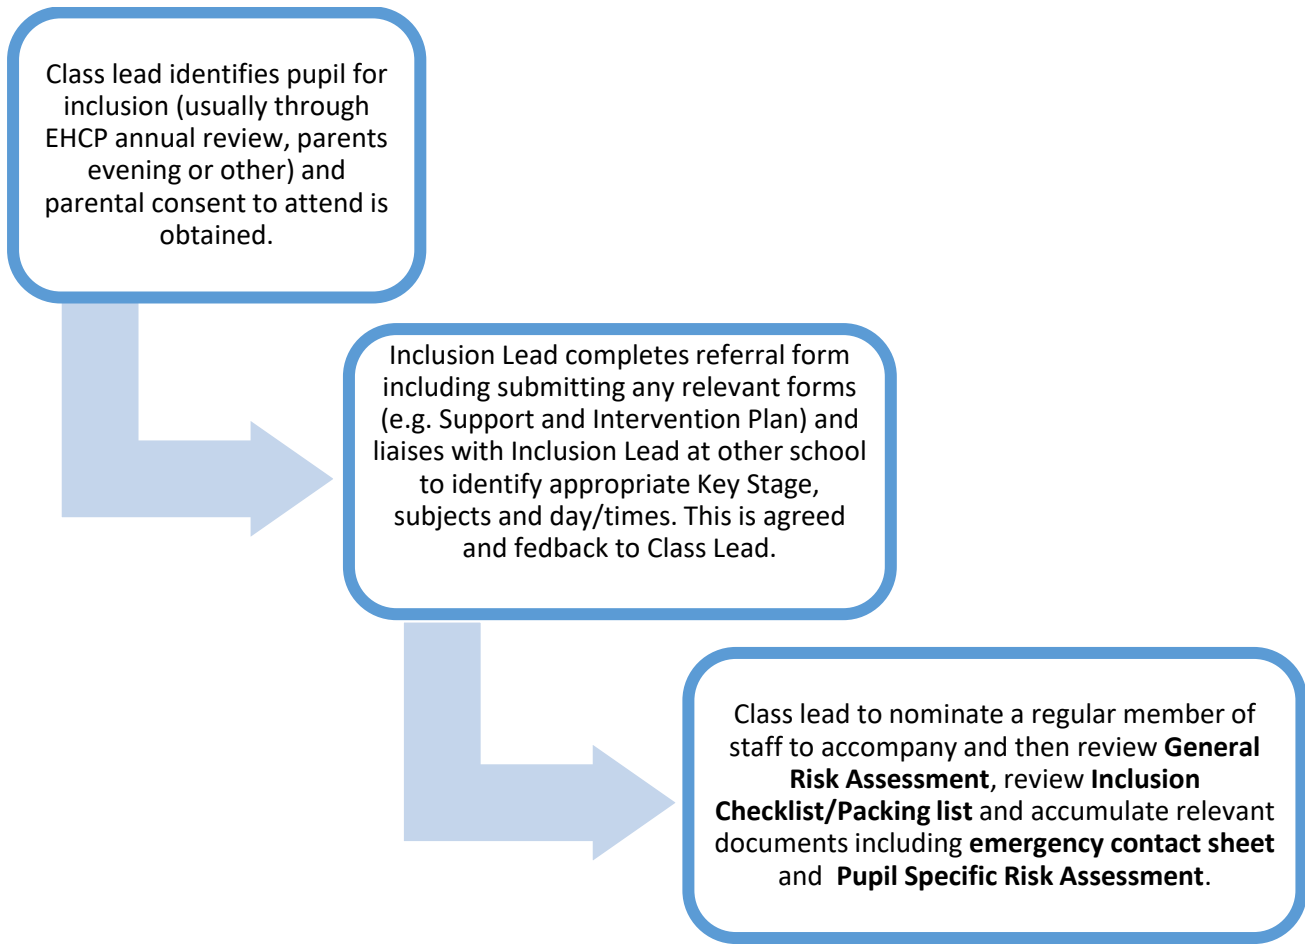 Class lead identifies pupil for
inclusion (usually through
EHCP annual review, parents
evening or other) and
parental consent to attend is
obtained.
Inclusion Lead completes referral form
including submitting any relevant forms
(e.g. Support and Intervention Plan) and
liaises with Inclusion Lead at other school
to identify appropriate Key Stage,
subjects and day/times. This is agreed
and fedback to Class Lead.
Class lead to nominate a regular member of
staff to accompany and then review General
Risk Assessment, review Inclusion
Checklist/Packing list and accumulate relevant
documents including emergency contact sheet
and Pupil Specific Risk Assessment.